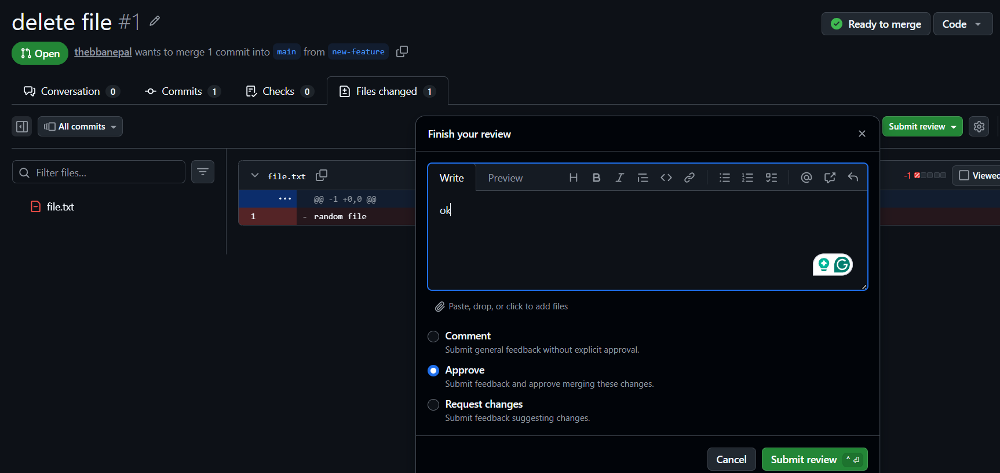 delete file #1
Ready to merge
Code
Open
thebbanepal wants to merge 1 commit into main from new-feature
Conversation 0
Commits 1
Checks 0
Files changed 1
All commits
Submit review
Finish your review
Filter files...
file.txt
file.txt
-1
Viewed
@@ -1 +0,0 @@
1 - random file
Write
Preview
ok
Paste, drop, or click to add files
Comment
Submit general feedback without explicit approval.
Approve
Submit feedback and approve merging these changes.
Request changes
Submit feedback suggesting changes.
Cancel
Submit review